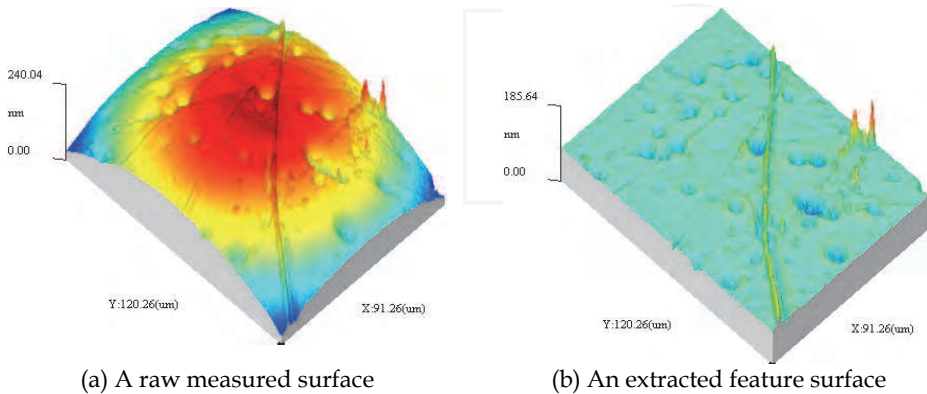 240.04
nm
0.00
Y:120.26(um)
X:91.26(um)
(a) A raw measured surface
185.64
nm
0.00
Y:120.26(um)
X:91.26(um)
(b) An extracted feature surface